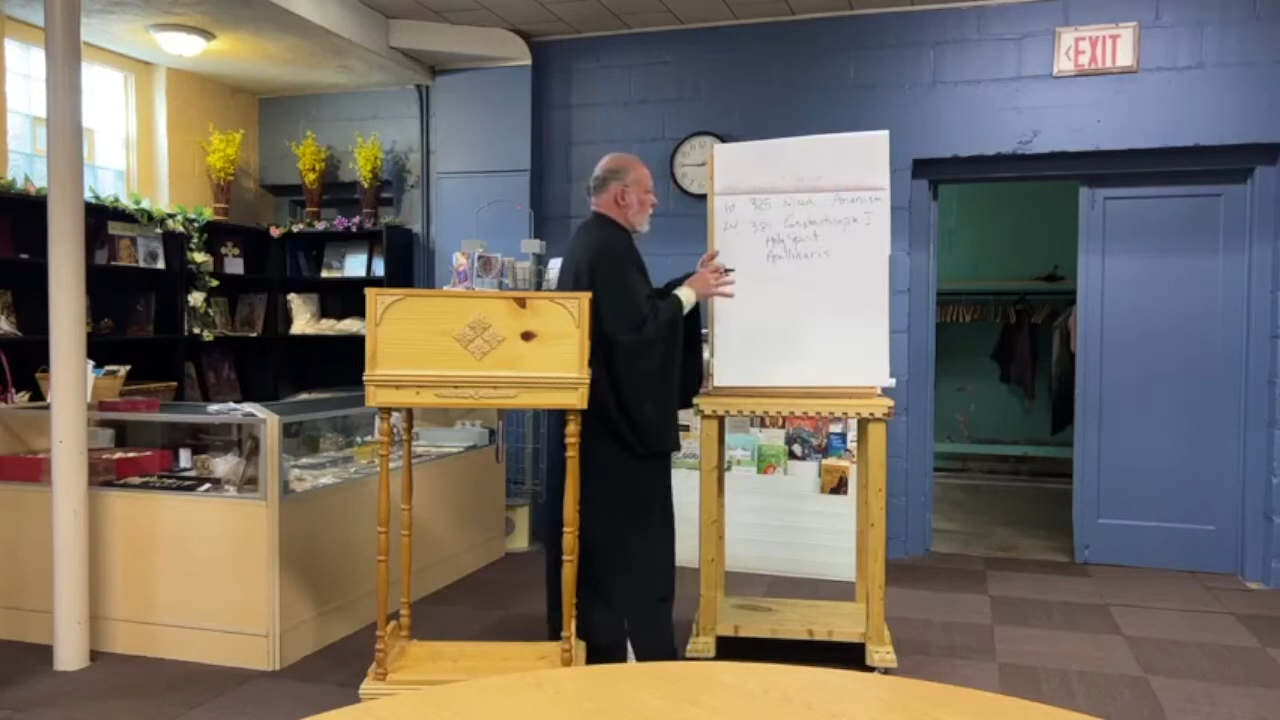 EXIT
1st 325 Nicea Arianism
2nd 381 Constantinople I
Holy Spirit
Apollinaris